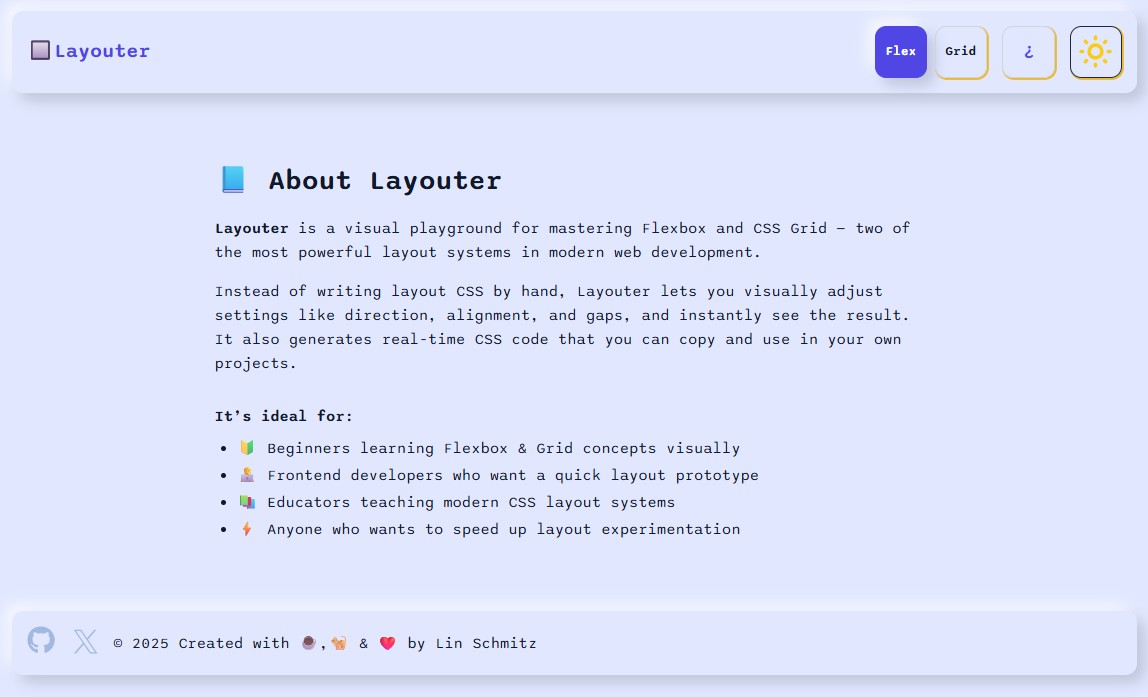 Layouter
Flex
Grid
¿
About Layouter
Layouter is a visual playground for mastering Flexbox and CSS Grid — two of
the most powerful layout systems in modern web development.
Instead of writing layout CSS by hand, Layouter lets you visually adjust
settings like direction, alignment, and gaps, and instantly see the result.
It also generates real-time CSS code that you can copy and use in your own
projects.
It’s ideal for:
Beginners learning Flexbox & Grid concepts visually
Frontend developers who want a quick layout prototype
Educators teaching modern CSS layout systems
Anyone who wants to speed up layout experimentation
© 2025 Created with , & by Lin Schmitz